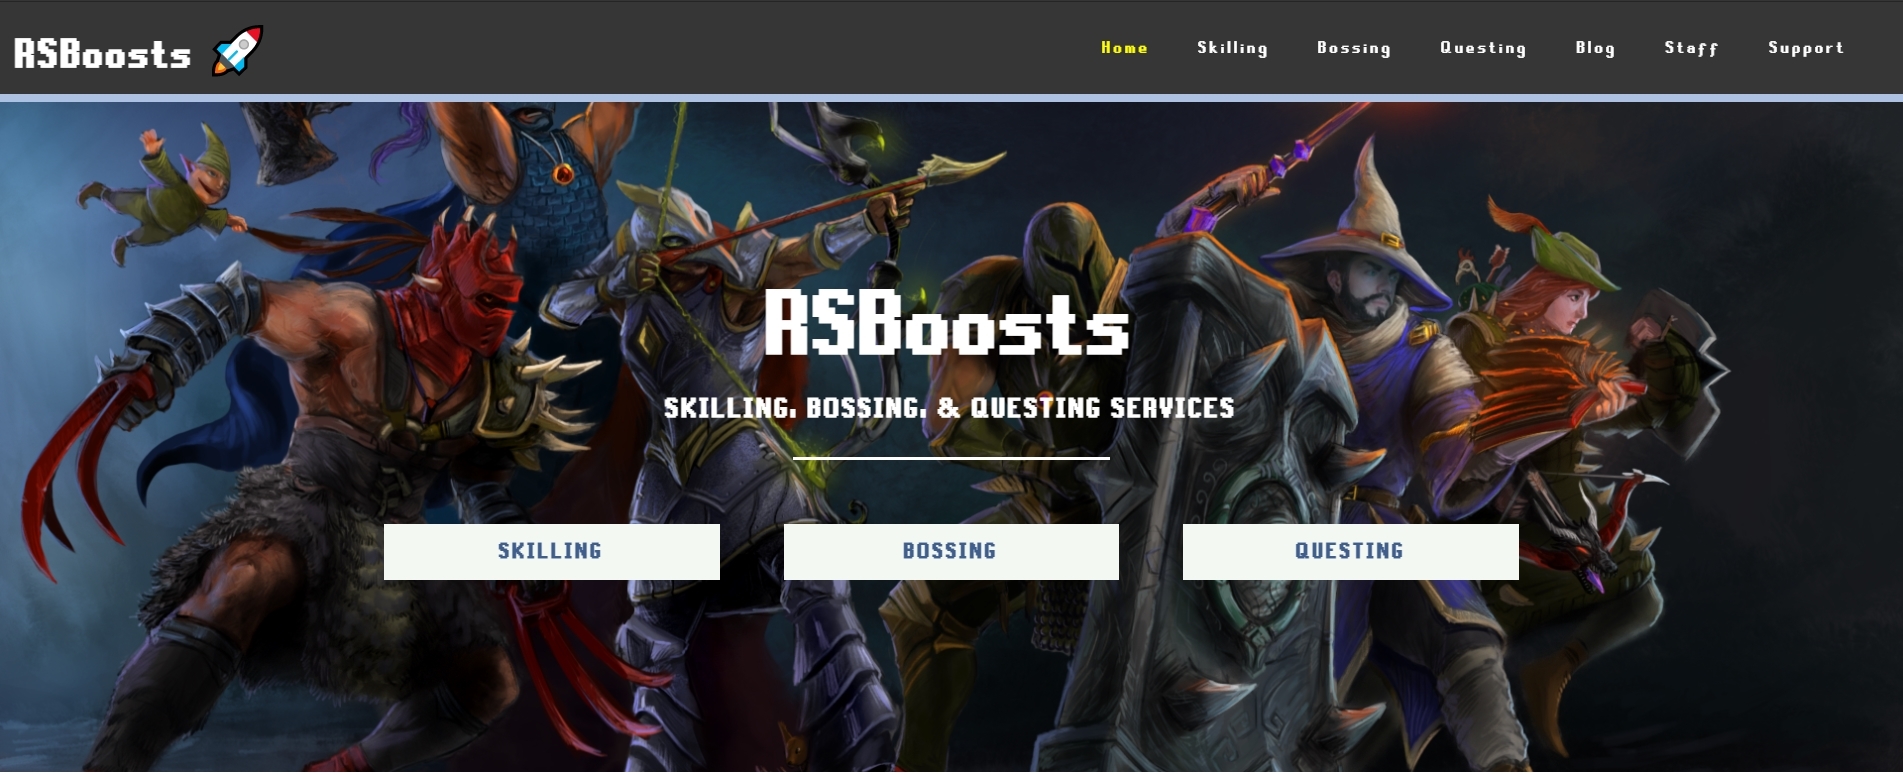 RSBoosts
Home Skilling Bossing Questing Blog Staff Support
RSBoosts
SKILLING, BOSSING, & QUESTING SERVICES
SKILLING BOSSING QUESTING